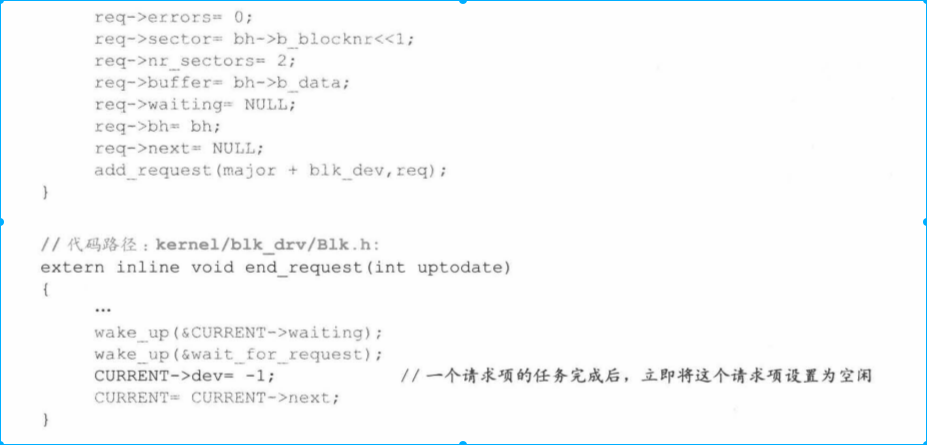 req->errors= 0;
req->sector= bh->b_blocknr<<1;
req->nr_sectors= 2;
req->buffer= bh->b_data;
req->waiting= NULL;
req->bh= bh;
req->next= NULL;
add_request(major + blk_dev,req);
}
//代码路径：kernel/blk_drv/Blk.h:
extern inline void end_request(int uptodate)
{
…
wake_up(&CURRENT->waiting);
wake_up(&wait_for_request);
CURRENT->dev= -1; //一个请求项的任务完成后，立即将这个请求项设置为空闲
CURRENT= CURRENT->next;
}